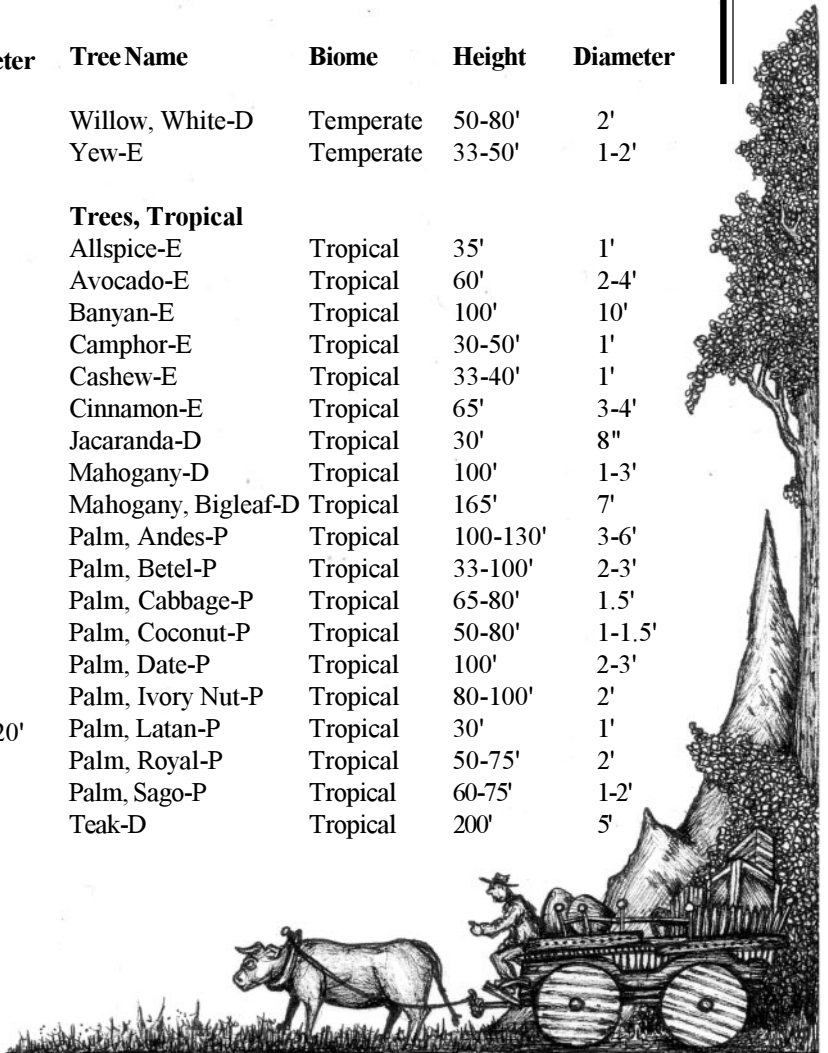 eter Tree Name Biome Height Diameter
Willow, White-D Temperate 50-80' 2'
Yew-E Temperate 33-50' 1-2'
Trees, Tropical
Allspice-E Tropical 35' 1'
Avocado-E Tropical 60' 2-4'
Banyan-E Tropical 100' 10'
Camphor-E Tropical 30-50' 1'
Cashew-E Tropical 33-40' 1'
Cinnamon-E Tropical 65' 3-4'
Jacaranda-D Tropical 30' 8"
Mahogany-D Tropical 100' 1-3'
Mahogany, Bigleaf-D Tropical 165' 7'
Palm, Andes-P Tropical 100-130' 3-6'
Palm, Betel-P Tropical 33-100' 2-3'
Palm, Cabbage-P Tropical 65-80' 1.5'
Palm, Coconut-P Tropical 50-80' 1-1.5'
Palm, Date-P Tropical 100' 2-3'
Palm, Ivory Nut-P Tropical 80-100' 2'
20' Palm, Latan-P Tropical 30' 1'
Palm, Royal-P Tropical 50-75' 2'
Palm, Sago-P Tropical 60-75' 1-2'
Teak-D Tropical 200' 5'